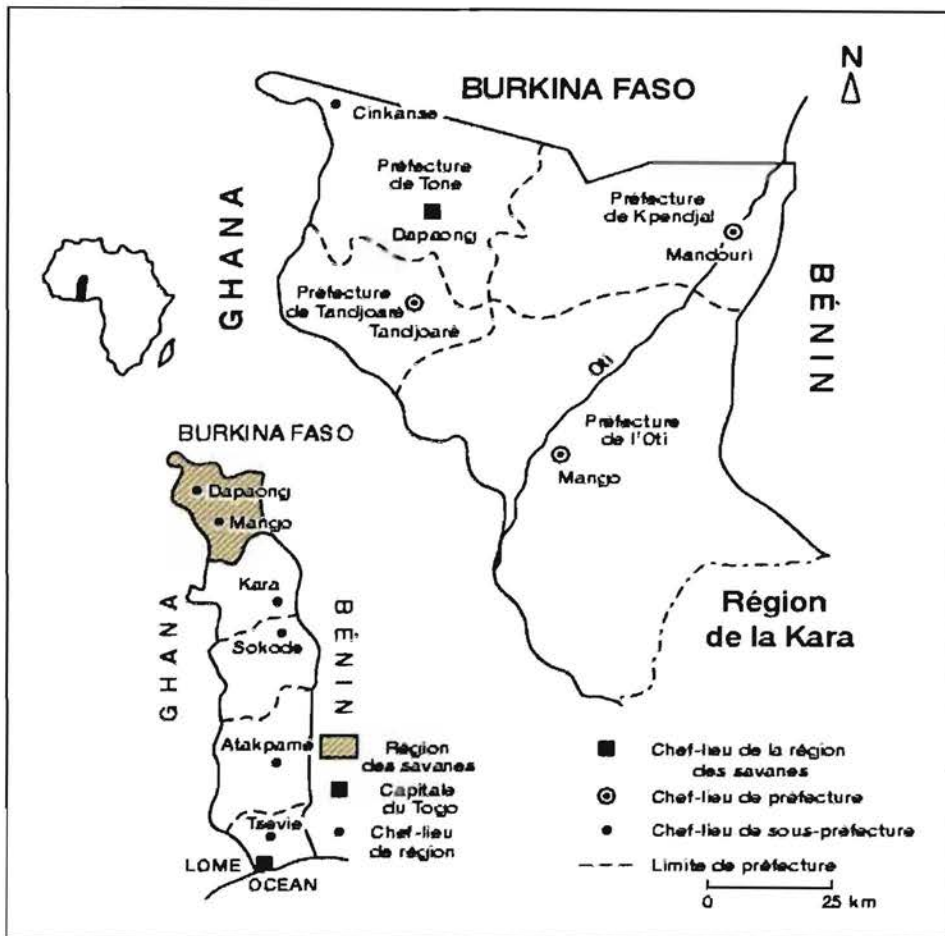 BURKINA FASO
N
Cinkanse
Préfecture
de Tone
Dapaong
Préfecture
de Kpendjal
Mandouri
GHANA
BÉNIN
Préfecture
de Tandjoaré
Tandjoaré
Oti
Préfecture
de l'Oti
Mango
Région
de la Kara
BURKINA FASO
Dapaong
Mango
Kara
Sokode
GHANA
BÉNIN
Atakpame
Tsevie
LOME
OCEAN
Région
des savanes
Capitale
du Togo
Chef-lieu
de région
Chef-lieu de la région
des savanes
Chef-lieu de préfecture
Chef-lieu de sous-préfecture
Limite de préfecture
0 25 km